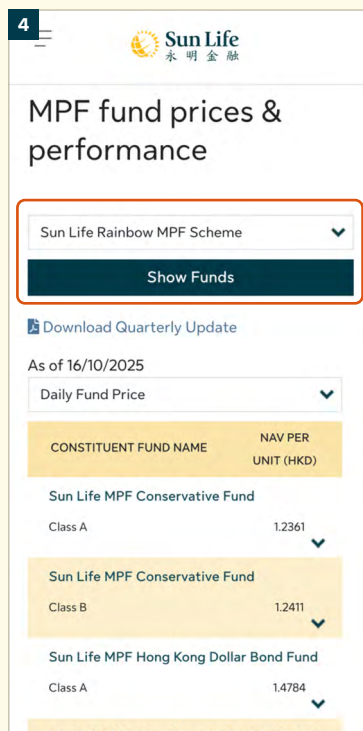 4
Sun Life
永明金融
MPF fund prices &
performance
Sun Life Rainbow MPF Scheme
Show Funds
Download Quarterly Update
As of 16/10/2025
Daily Fund Price
CONSTITUENT FUND NAME
NAV PER
UNIT (HKD)
Sun Life MPF Conservative Fund
Class A 1.2361
Sun Life MPF Conservative Fund
Class B 1.2411
Sun Life MPF Hong Kong Dollar Bond Fund
Class A 1.4784